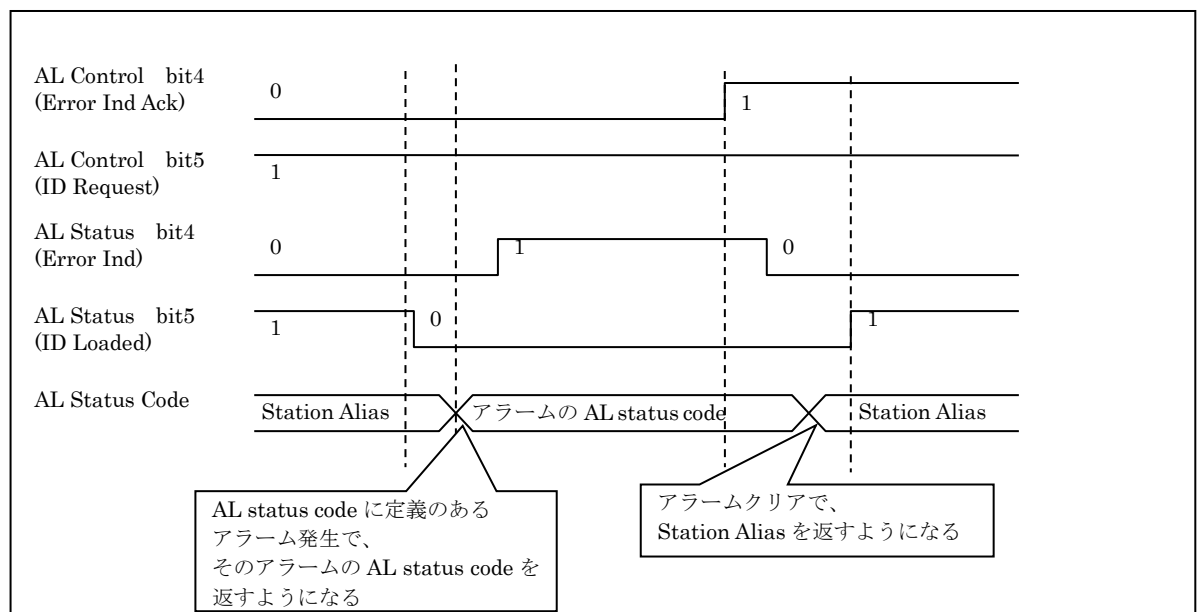 AL Control bit4
(Error Ind Ack)
0
1
AL Control bit5
(ID Request)
1
AL Status bit4
(Error Ind)
0
1
0
AL Status bit5
(ID Loaded)
1
0
1
AL Status Code
Station Alias
アラームの AL status code
Station Alias
AL status code に定義のある
アラーム発生で、
そのアラームの AL status code を
返すようになる
アラームクリアで、
Station Alias を返すようになる